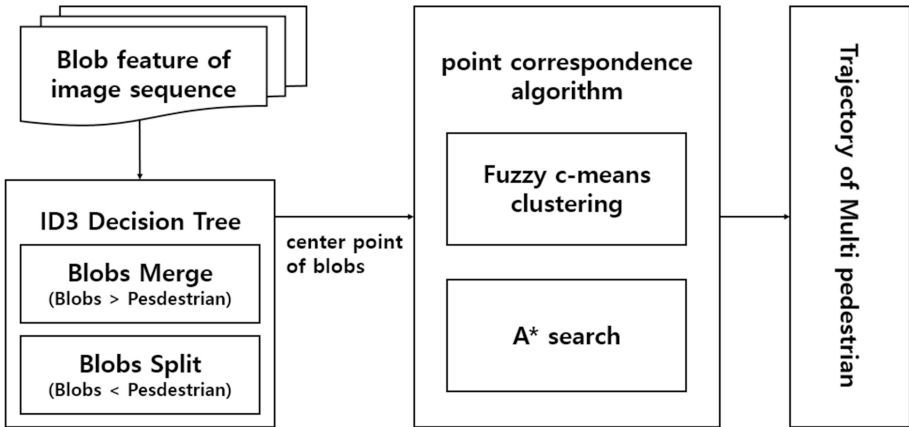 Blob feature of
image sequence
ID3 Decision Tree
Blobs Merge
(Blobs > Pesdestrian)
Blobs Split
(Blobs < Pesdestrian)
center point
of blobs
point correspondence
algorithm
Fuzzy c-means
clustering
A* search
Trajectory of Multi pedestrian